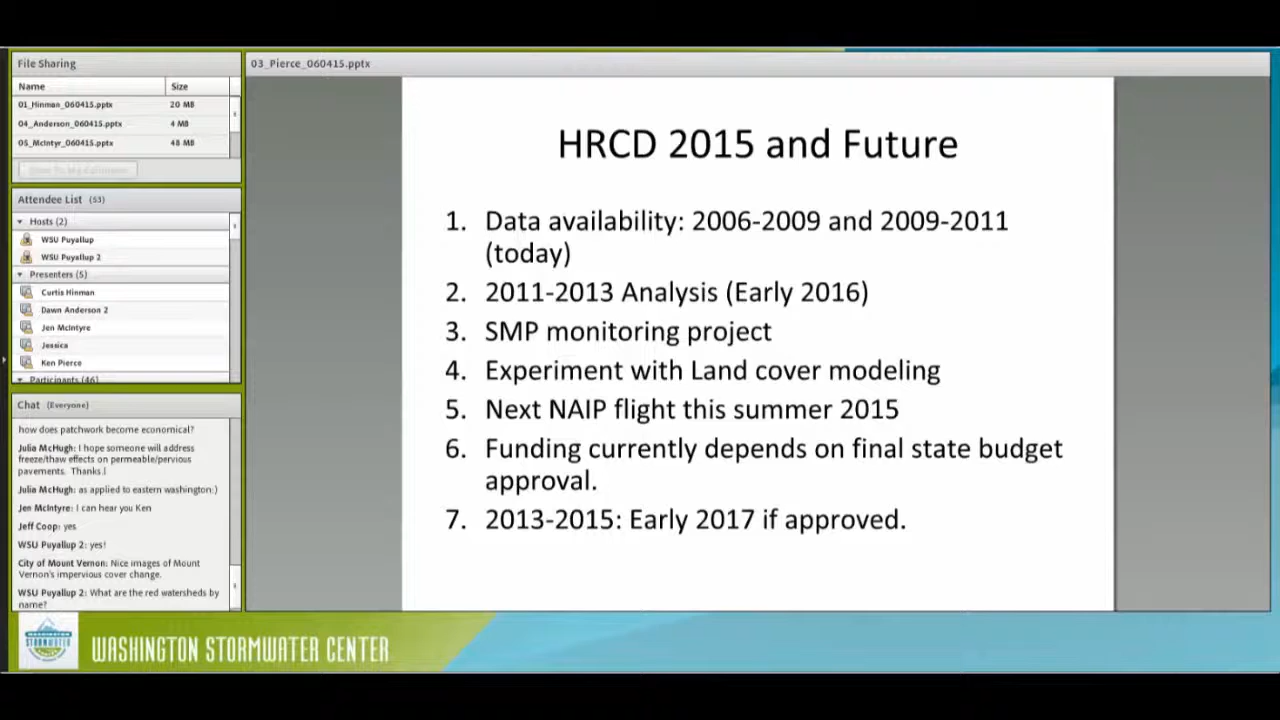 File Sharing
Name Size
01_Hinman_060415.pptx 20 MB
04_Anderson_060415.pptx 4 MB
05_McIntyr_060415.pptx 48 MB
Attendee List (53)
Hosts (2)
WSU Puyallup
WSU Puyallup 2
Presenters (5)
Curtis Hinman
Dawn Anderson 2
Jen McIntyre
Jessica
Ken Pierce
Participants (46)
Chat (Everyone)
how does patchwork become economical?
Julia McHugh: I hope someone will address
freeze/thaw effects on permeable/pervious
pavements. Thanks.!
Julia McHugh: as applied to eastern washington:)
Jen McIntyre: I can hear you Ken
Jeff Coop: yes
WSU Puyallup 2: yes!
City of Mount Vernon: Nice images of Mount
Vernon's impervious cover change.
WSU Puyallup 2: What are the red watersheds by
name?
03_Pierce_060415.pptx
HRCD 2015 and Future
1. Data availability: 2006-2009 and 2009-2011
(today)
2. 2011-2013 Analysis (Early 2016)
3. SMP monitoring project
4. Experiment with Land cover modeling
5. Next NAIP flight this summer 2015
6. Funding currently depends on final state budget
approval.
7. 2013-2015: Early 2017 if approved.
WASHINGTON STORMWATER CENTER